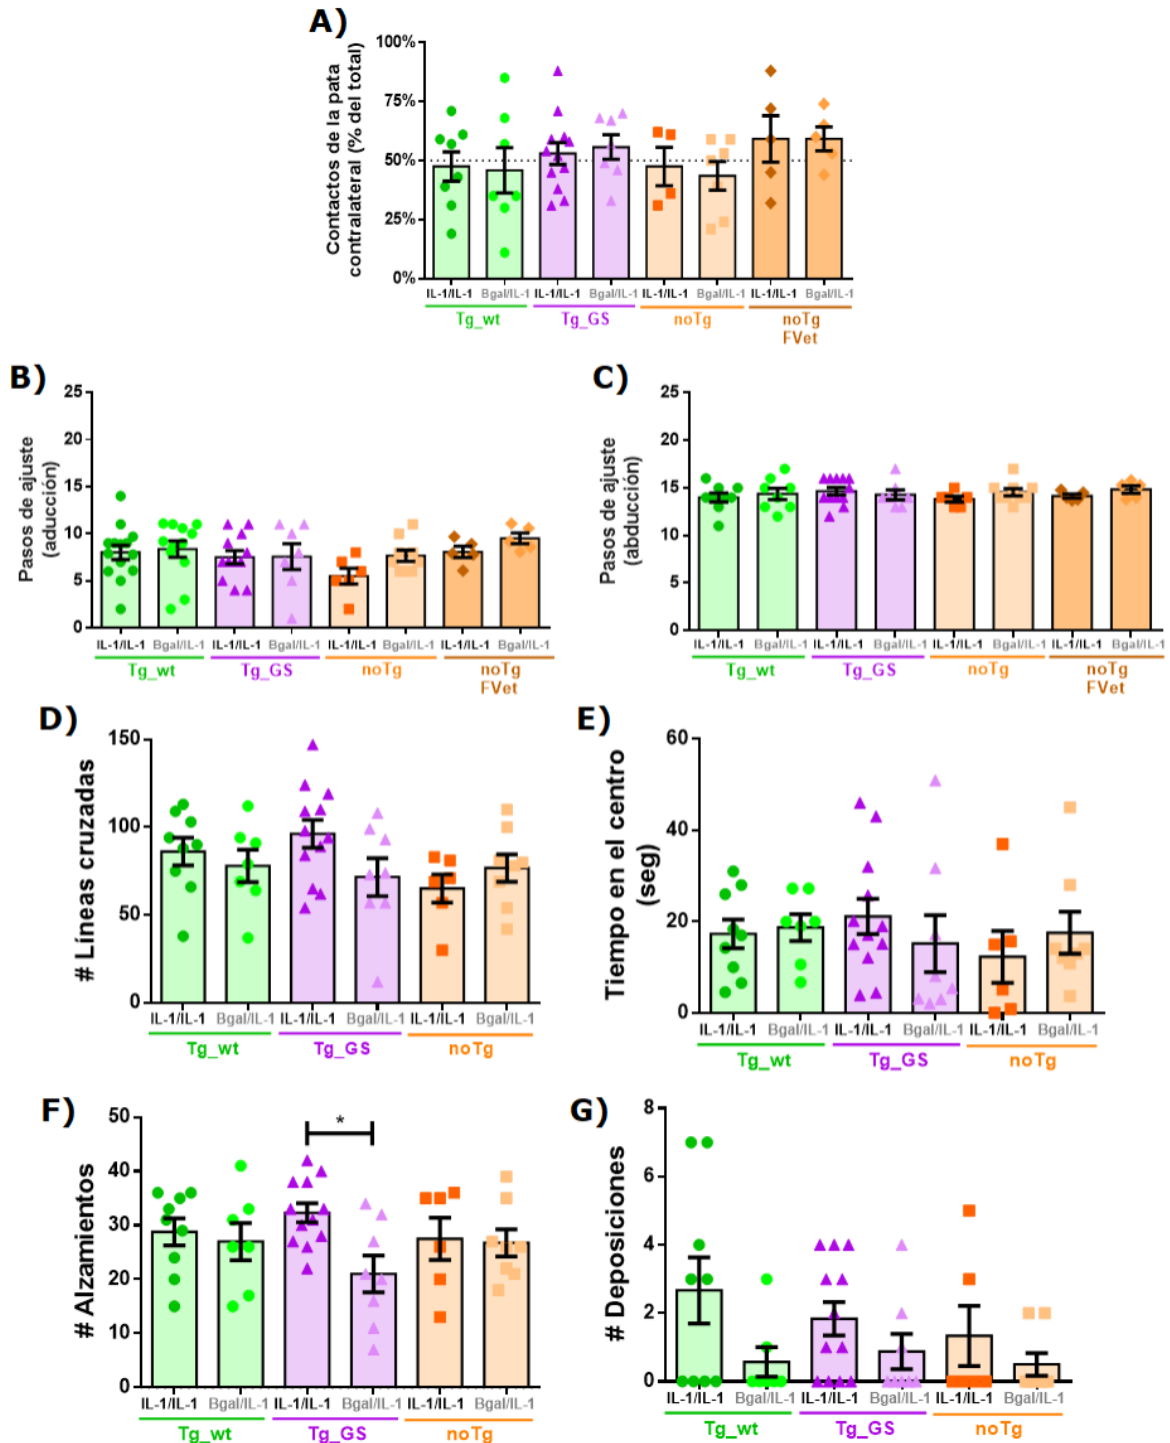 A)
Contactos de la pata
contralateral (% del total)
100%
75%
50%
25%
0%
IL-1/IL-1 Bgal/IL-1 IL-1/IL-1 Bgal/IL-1 IL-1/IL-1 Bgal/IL-1 IL-1/IL-1 Bgal/IL-1
Tg_wt Tg_GS noTg noTg
FVet
B)
Pasos de ajuste
(aducción)
25
20
15
10
5
0
IL-1/IL-1 Bgal/IL-1 IL-1/IL-1 Bgal/IL-1 IL-1/IL-1 Bgal/IL-1 IL-1/IL-1 Bgal/IL-1
Tg_wt Tg_GS noTg noTg
FVet
C)
Pasos de ajuste
(abducción)
25
20
15
10
5
0
IL-1/IL-1 Bgal/IL-1 IL-1/IL-1 Bgal/IL-1 IL-1/IL-1 Bgal/IL-1 IL-1/IL-1 Bgal/IL-1
Tg_wt Tg_GS noTg noTg
FVet
D)
# Líneas cruzadas
150
100
50
0
IL-1/IL-1 Bgal/IL-1 IL-1/IL-1 Bgal/IL-1 IL-1/IL-1 Bgal/IL-1
Tg_wt Tg_GS noTg
E)
Tiempo en el centro
(seg)
60
40
20
0
IL-1/IL-1 Bgal/IL-1 IL-1/IL-1 Bgal/IL-1 IL-1/IL-1 Bgal/IL-1
Tg_wt Tg_GS noTg
F)
# Alzamientos
50
40
30
20
10
0
*
IL-1/IL-1 Bgal/IL-1 IL-1/IL-1 Bgal/IL-1 IL-1/IL-1 Bgal/IL-1
Tg_wt Tg_GS noTg
G)
# Deposiciones
8
6
4
2
0
IL-1/IL-1 Bgal/IL-1 IL-1/IL-1 Bgal/IL-1 IL-1/IL-1 Bgal/IL-1
Tg_wt Tg_GS noTg